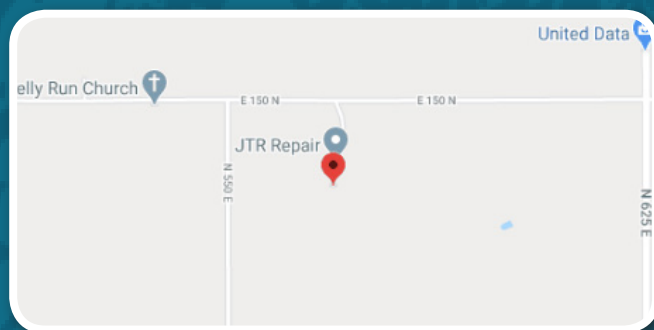 United Data
elly Run Church
E 150 N
E 150 N
JTR Repair
N 550 E
N 625 E